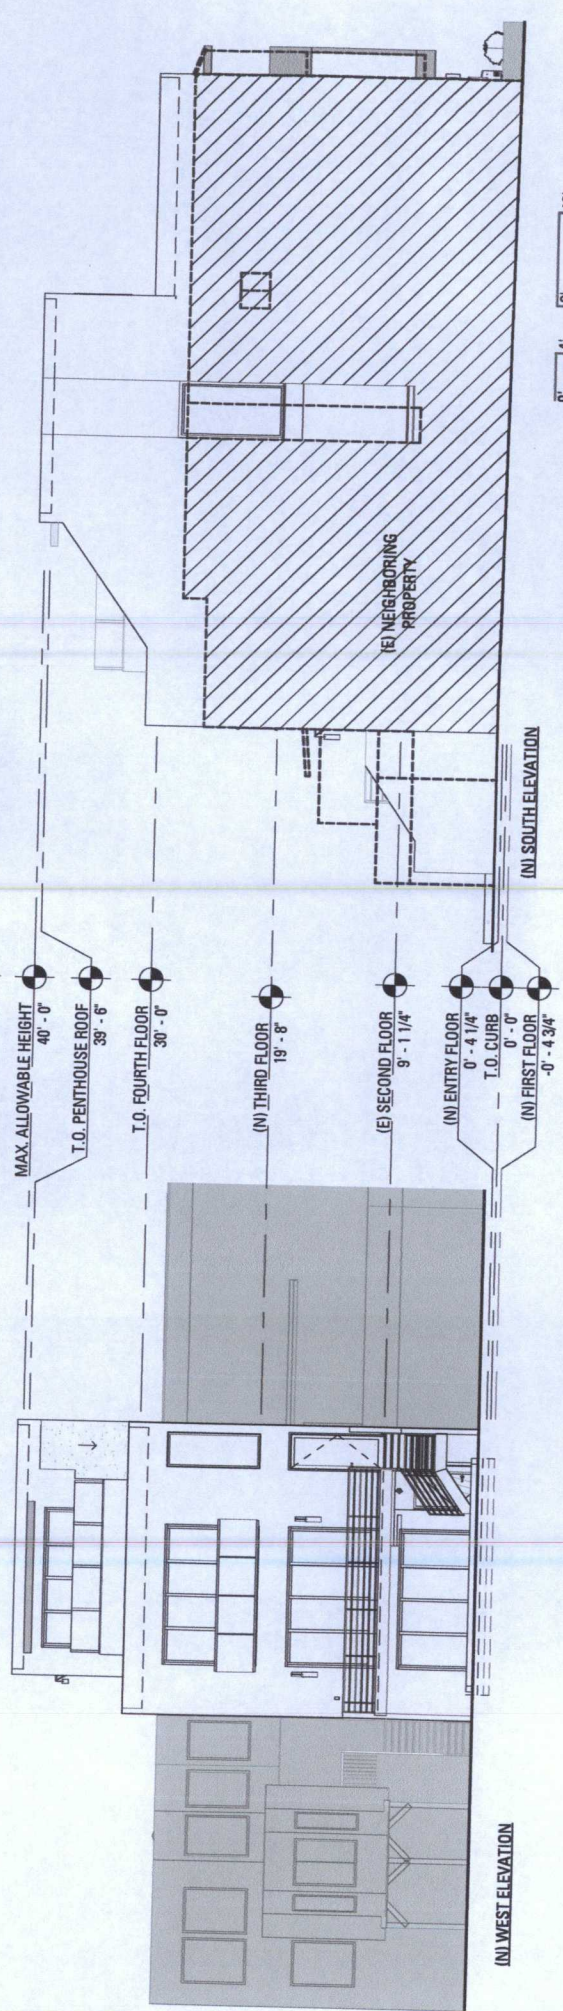 MAX. ALLOWABLE HEIGHT
40' - 0"
T.O. PENTHOUSE ROOF
39' - 6"
T.O. FOURTH FLOOR
30' - 0"
(N) THIRD FLOOR
19' - 8"
(E) SECOND FLOOR
9' - 1 1/4"
(N) ENTRY FLOOR
0' - 4 1/4"
T.O. CURB
0' - 0"
(N) FIRST FLOOR
-0' - 4 3/4"
(E) NEIGHBORING
PROPERTY
(N) SOUTH ELEVATION
(N) WEST ELEVATION